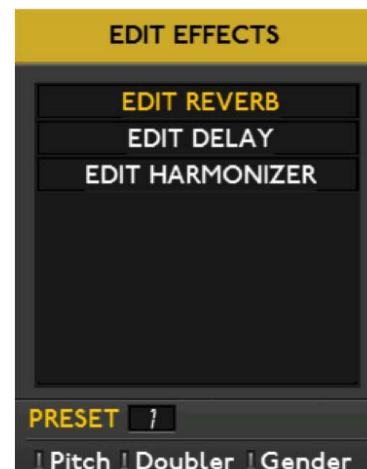 EDIT EFFECTS
EDIT REVERB
EDIT DELAY
EDIT HARMONIZER
PRESET 1
Pitch Doubler Gender